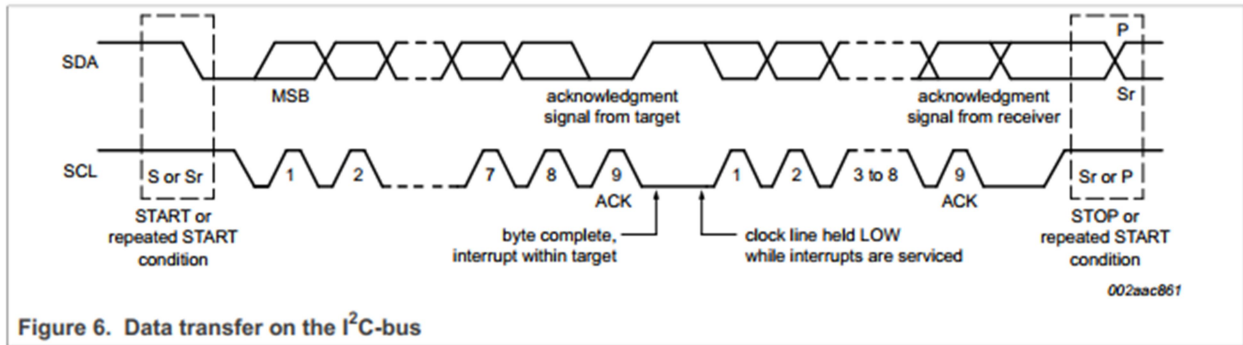 P
SDA
MSB
acknowledgment
signal from target
acknowledgment
signal from receiver
Sr
SCL
S or Sr
1
2
7
8
9
1
2
3 to 8
9
Sr or P
ACK
ACK
START or
repeated START
condition
byte complete,
interrupt within target
clock line held LOW
while interrupts are serviced
STOP or
repeated START
condition
002aac861
Figure 6. Data transfer on the I²C-bus